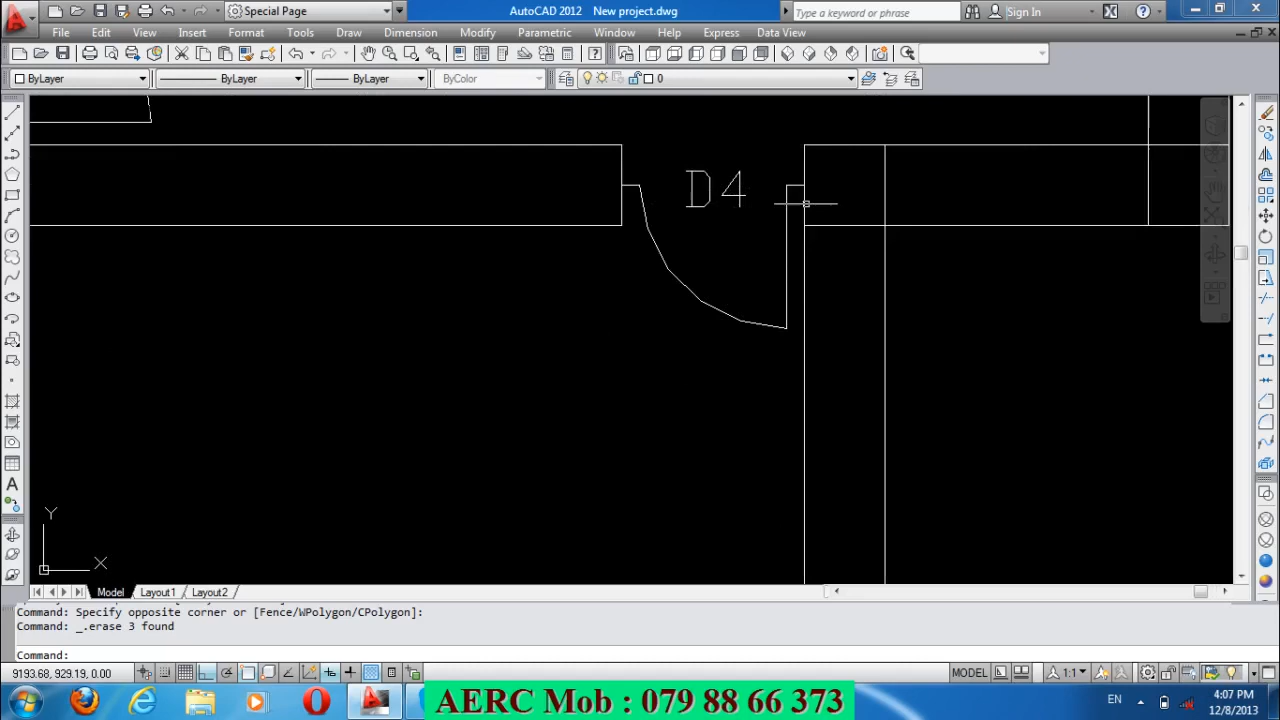 Special Page
AutoCAD 2012 New project.dwg
Type a keyword or phrase
Sign In
File Edit View Insert Format Tools Draw Dimension Modify Parametric Window Help Express Data View
ByLayer ByLayer ByLayer ByColor 0
D4
Y
X
Model Layout1 Layout2
Command: Specify opposite corner or [Fence/WPolygon/CPolygon]:
Command: _.erase 3 found
Command:
9193.68, 929.19, 0.00 MODEL 1:1
EN 4:07 PM
12/8/2013
AERC Mob : 079 88 66 373